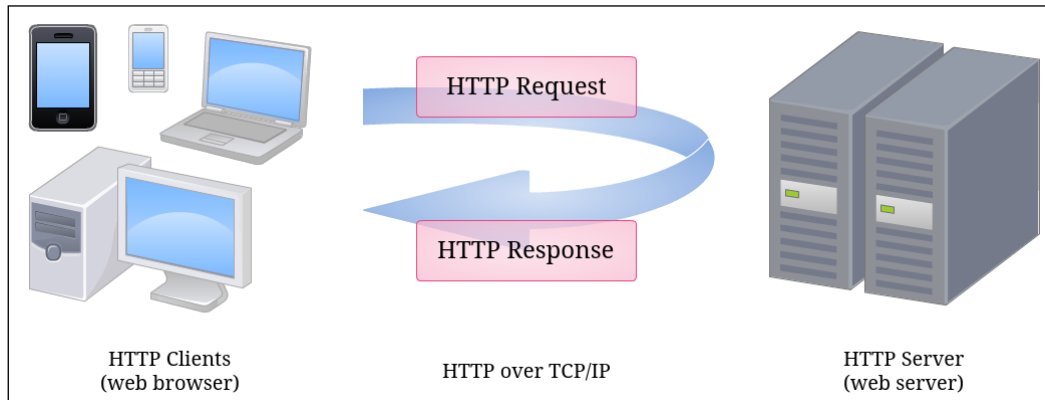 HTTP Request
HTTP Response
HTTP Clients
(web browser)
HTTP over TCP/IP
HTTP Server
(web server)